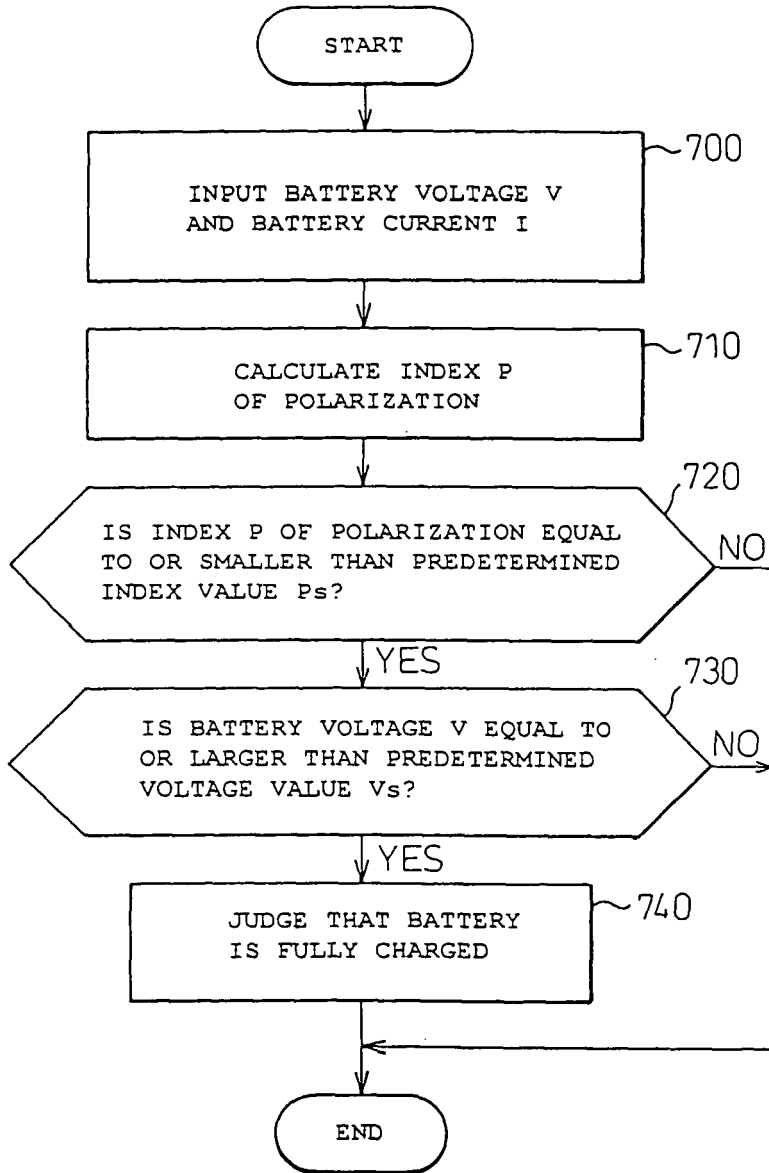 START
700
INPUT BATTERY VOLTAGE V
AND BATTERY CURRENT I
710
CALCULATE INDEX P
OF POLARIZATION
720
IS INDEX P OF POLARIZATION EQUAL
TO OR SMALLER THAN PREDETERMINED
INDEX VALUE Ps?
NO
YES
730
IS BATTERY VOLTAGE V EQUAL TO
OR LARGER THAN PREDETERMINED
VOLTAGE VALUE Vs?
NO
YES
740
JUDGE THAT BATTERY
IS FULLY CHARGED
END